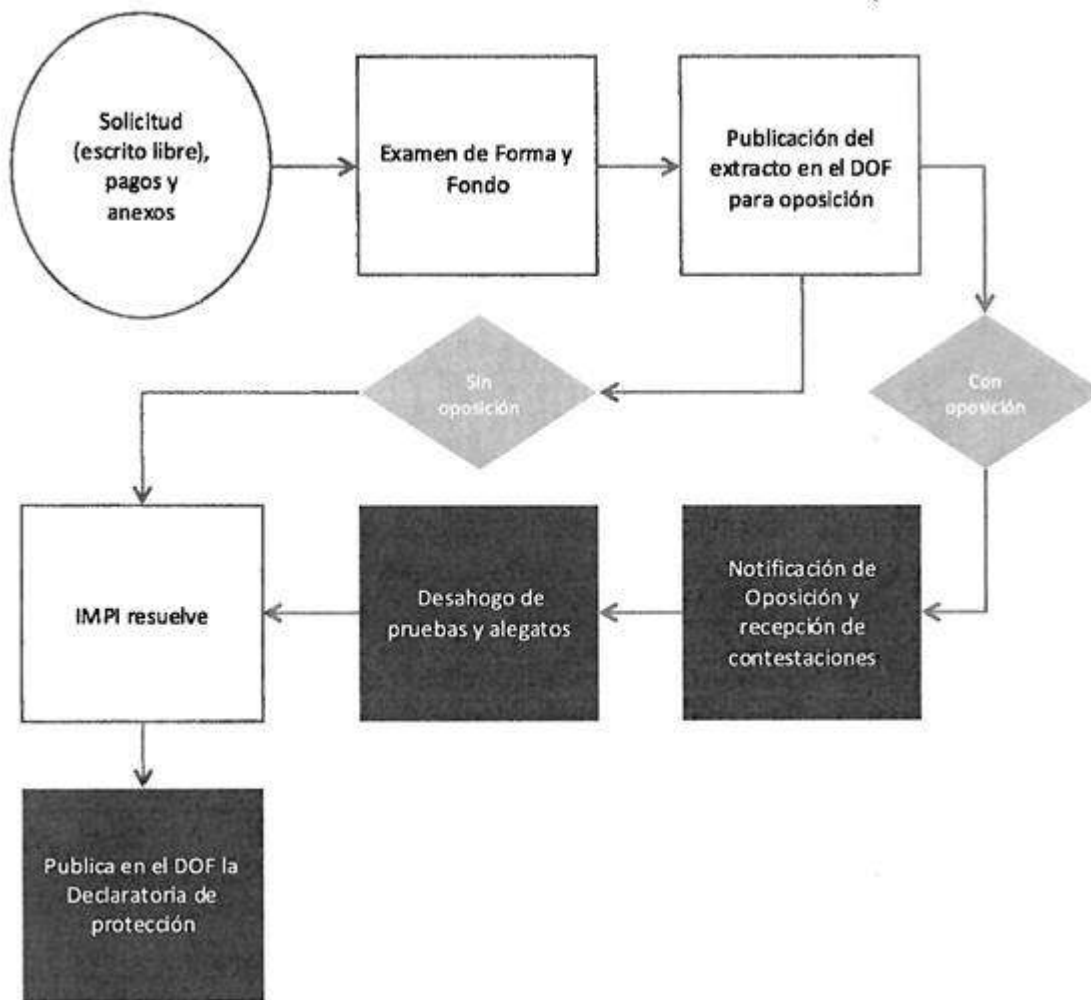 Solicitud
(escrito libre),
pagos y
anexos
Examen de Forma y
Fondo
Publicación del
extracto en el DOF
para oposición
Sin
oposición
Con
oposición
IMPI resuelve
Desahogo de
pruebas y alegatos
Notificación de
Oposición y
recepción de
contestaciones
Publica en el DOF la
Declaratoria de
protección